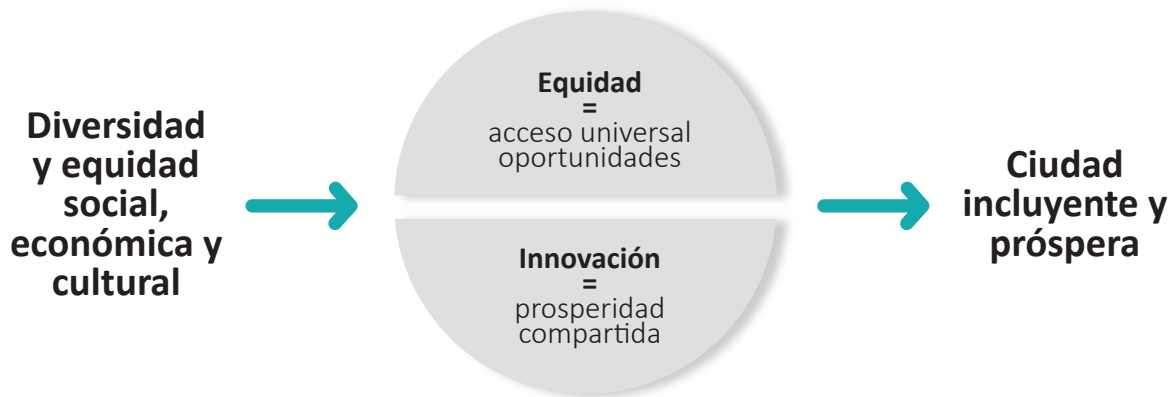 Diversidad
y equidad
social,
económica y
cultural
Equidad
=
acceso universal
oportunidades
Innovación
=
prosperidad
compartida
Ciudad
incluyente y
próspera